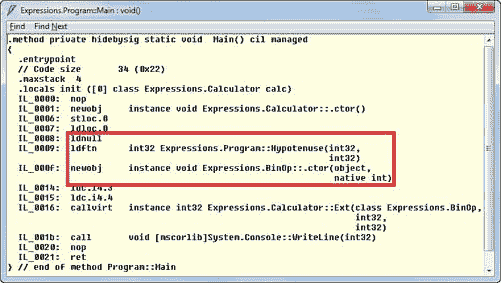 Expressions.Program::Main : void()
Find Find Next
.method private hidebysig static void  Main() cil managed
{
  .entrypoint
  // Code size       34 (0x22)
  .maxstack  4
  .locals init ([0] class Expressions.Calculator calc)
  IL_0000:  nop
  IL_0001:  newobj     instance void Expressions.Calculator::.ctor()
  IL_0006:  stloc.0
  IL_0007:  ldloc.0
  IL_0008:  ldnull
  IL_0009:  ldftn      int32 Expressions.Program::Hypotenuse(int32,
                                                             int32)
  IL_000f:  newobj     instance void Expressions.BinOp::.ctor(object,
                                                              native int)
  IL_0014:  ldc.i4.3
  IL_0015:  ldc.i4.4
  IL_0016:  callvirt   instance int32 Expressions.Calculator::Ext(class Expressions.BinOp,
                                                                  int32,
                                                                  int32)
  IL_001b:  call       void [mscorlib]System.Console::WriteLine(int32)
  IL_0020:  nop
  IL_0021:  ret
} // end of method Program::Main